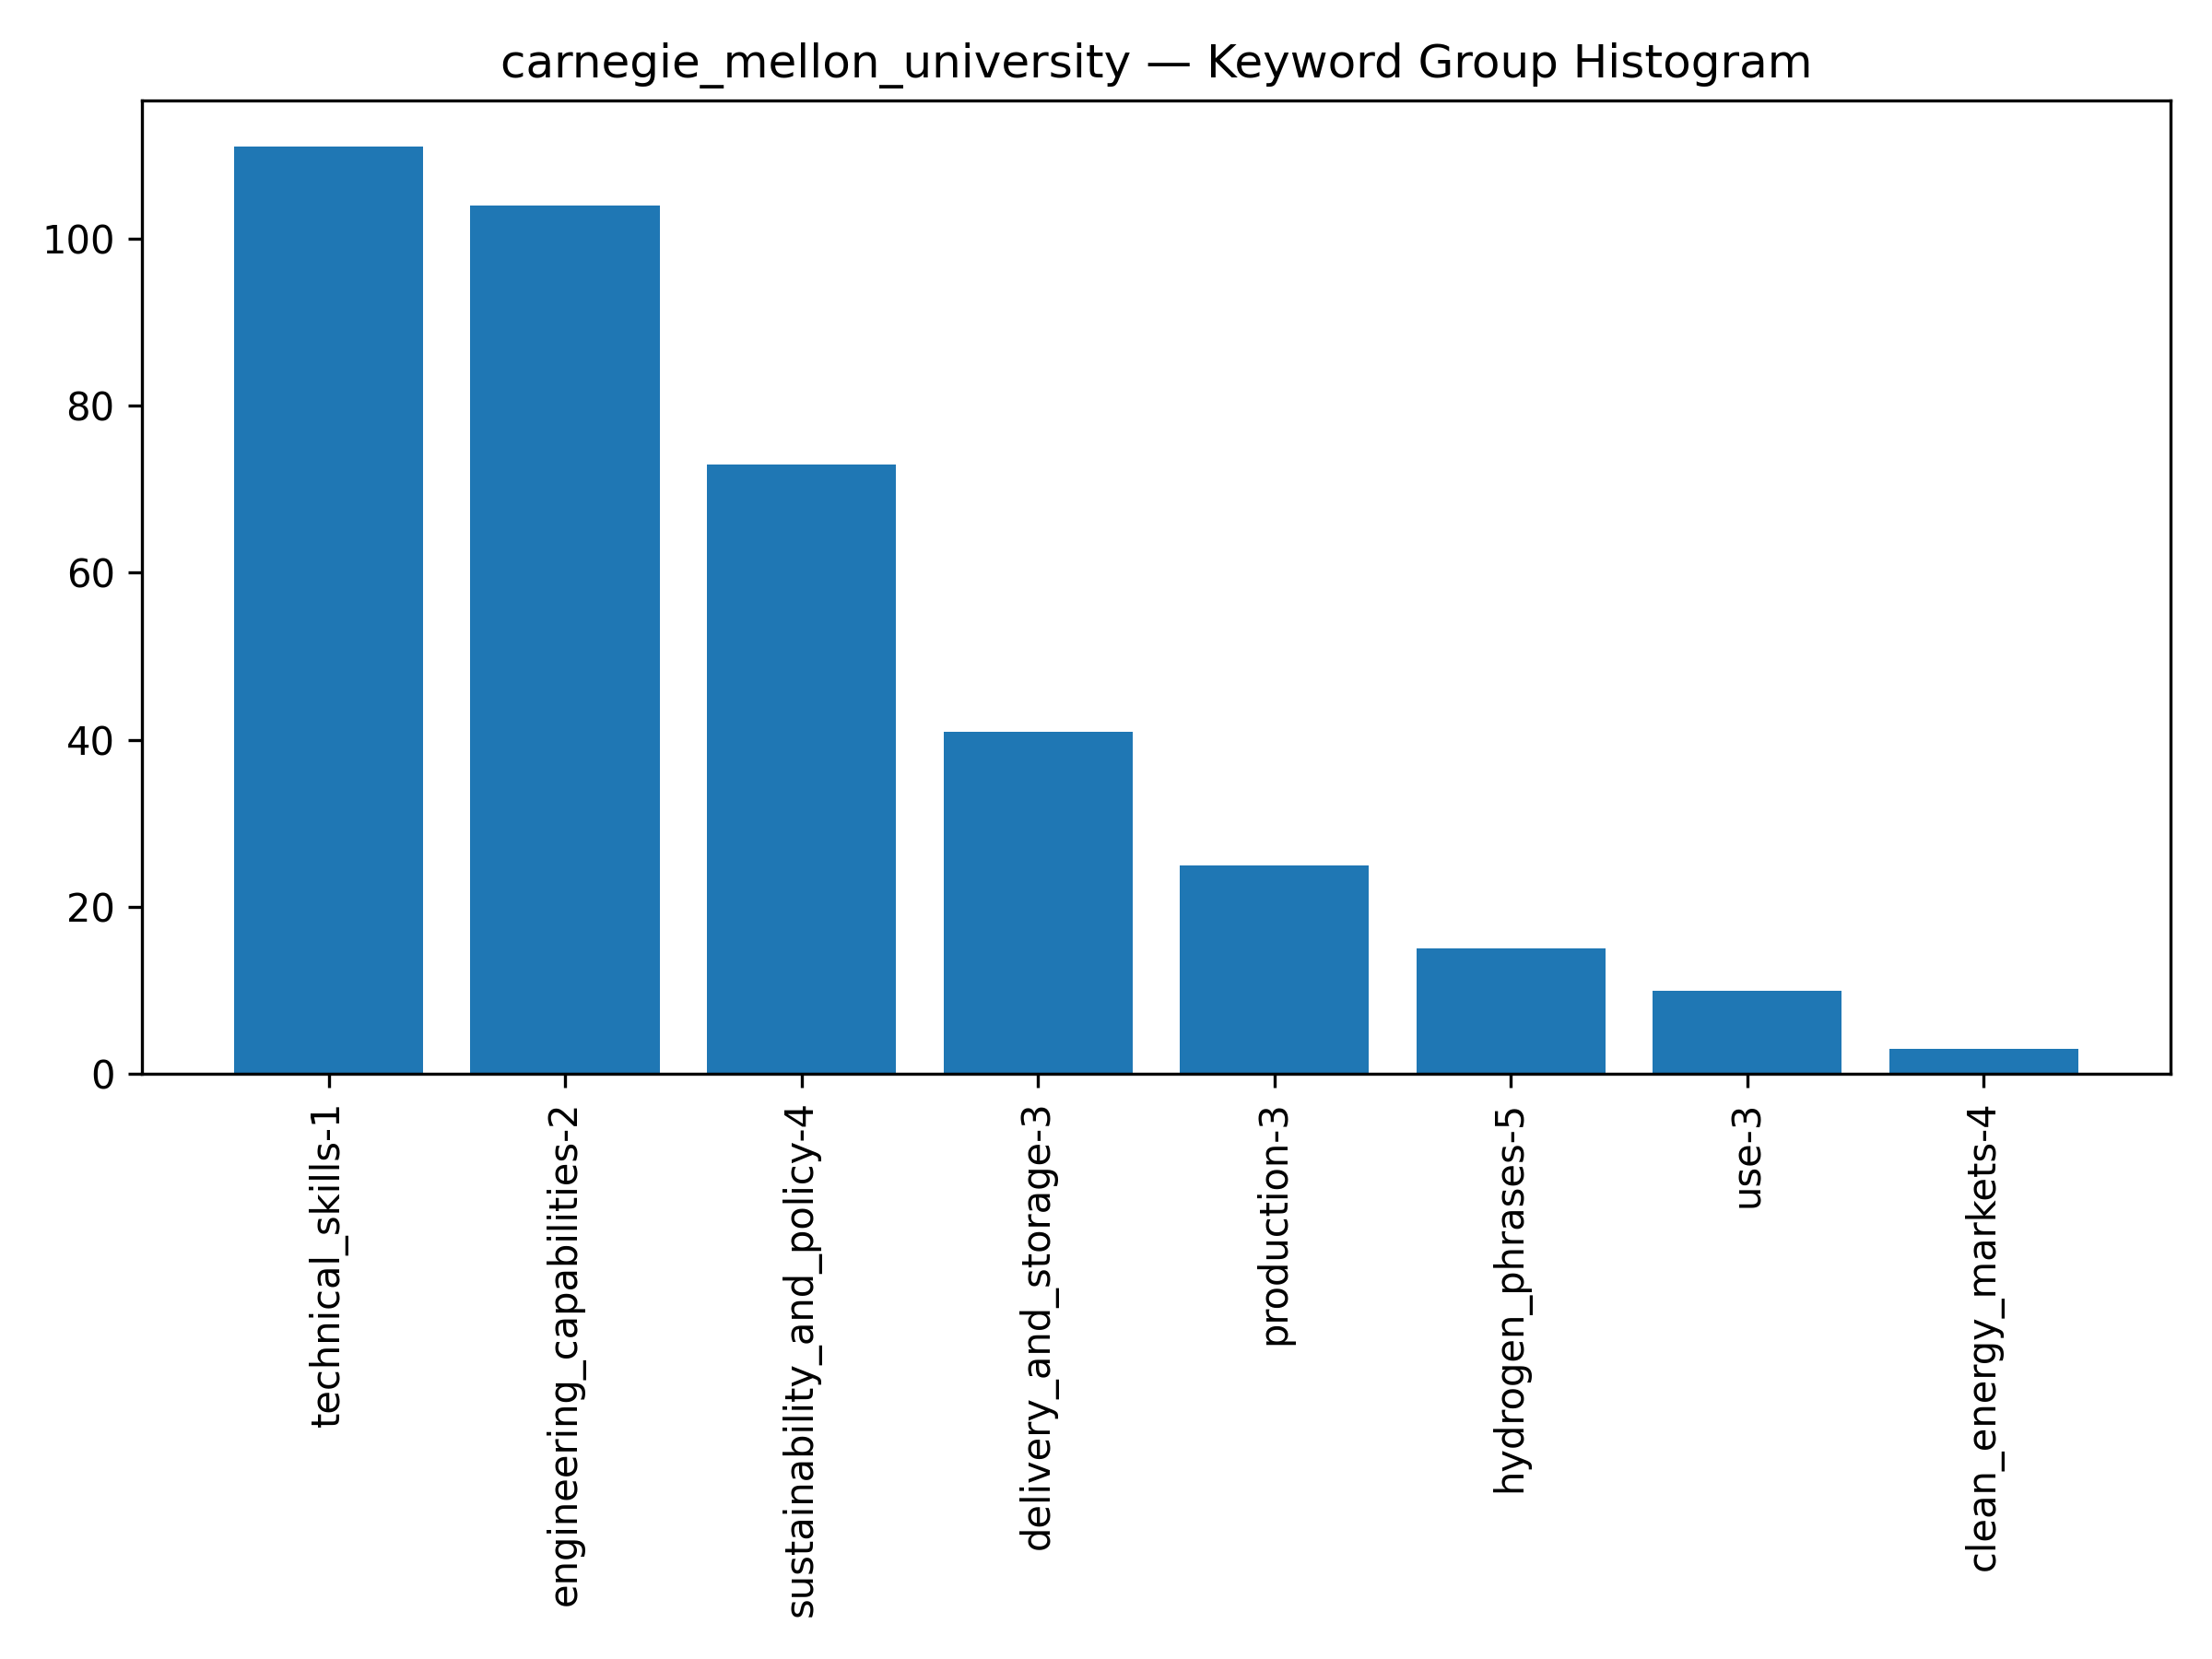 carnegie_mellon_university — Keyword Group Histogram
100
80
60
40
20
0
technical_skills-1
engineering_capabilities-2
sustainability_and_policy-4
delivery_and_storage-3
production-3
hydrogen_phrases-5
use-3
clean_energy_markets-4